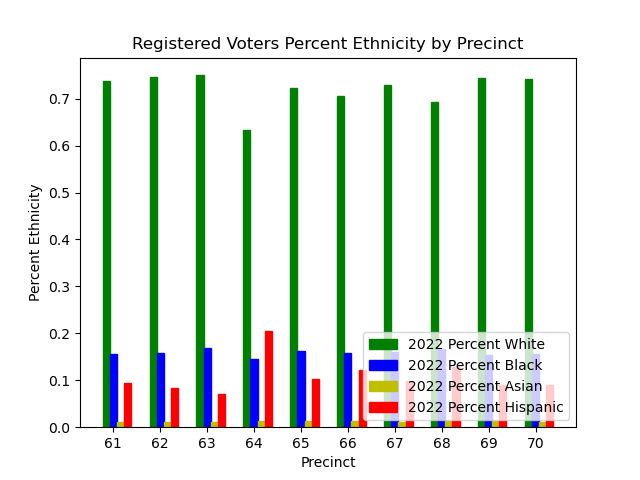 Registered Voters Percent Ethnicity by Precinct
Percent Ethnicity
0.7
0.6
0.5
0.4
0.3
0.2
0.1
0.0
2022 Percent White
2022 Percent Black
2022 Percent Asian
2022 Percent Hispanic
61 62 63 64 65 66 67 68 69 70
Precinct